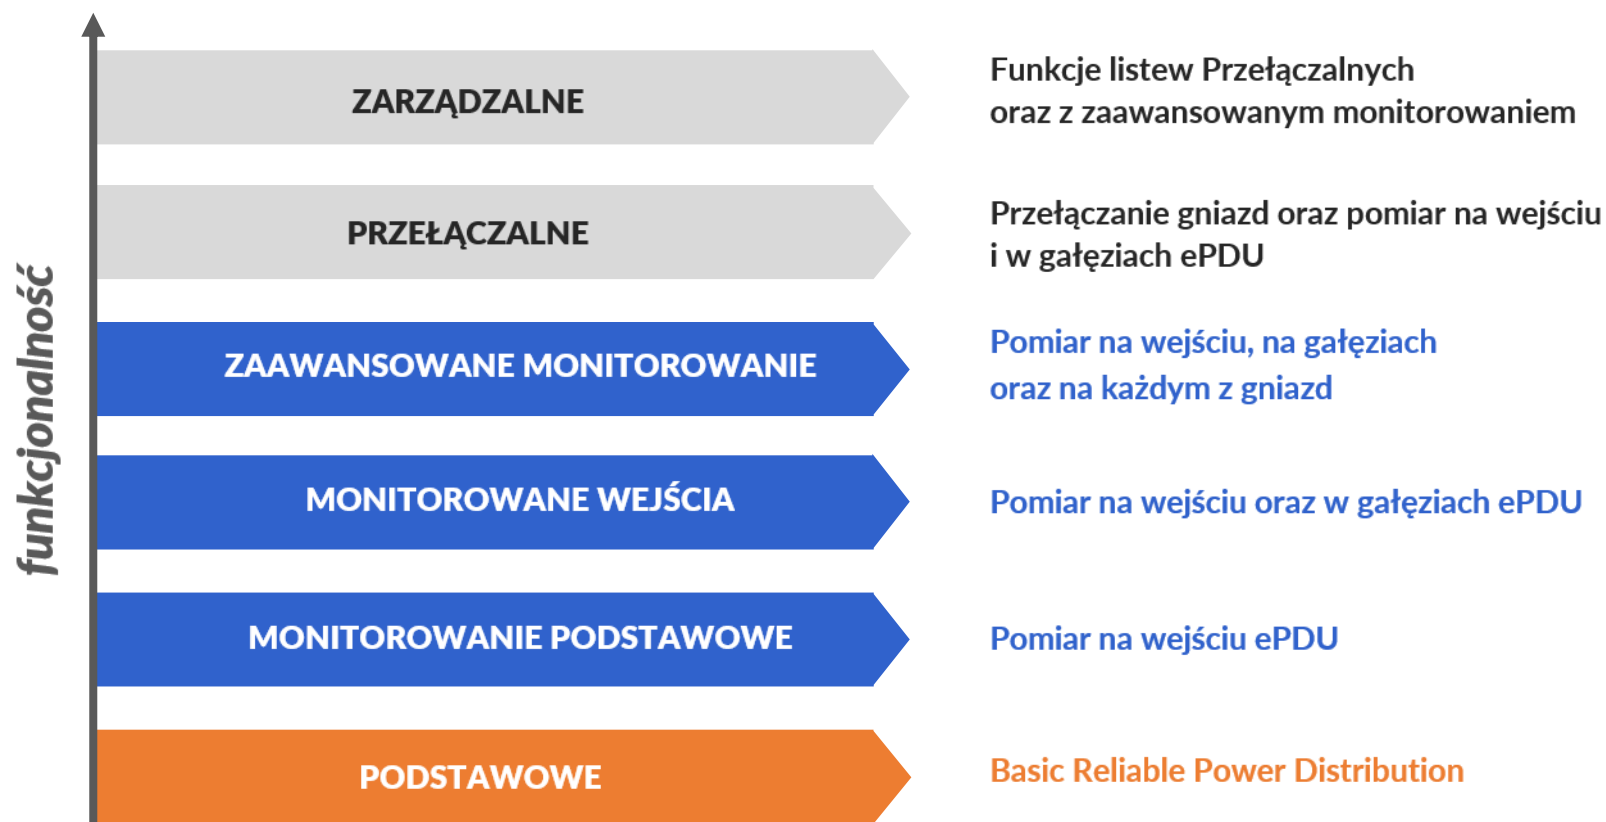 funkcjonalność
ZARZĄDZALNE
Funkcje listew Przełączalnych
oraz z zaawansowanym monitorowaniem
PRZEŁĄCZALNE
Przełączanie gniazd oraz pomiar na wejściu
i w gałęziach ePDU
ZAAWANSOWANE MONITOROWANIE
Pomiar na wejściu, na gałęziach
oraz na każdym z gniazd
MONITOROWANE WEJŚCIA
Pomiar na wejściu oraz w gałęziach ePDU
MONITOROWANIE PODSTAWOWE
Pomiar na wejściu ePDU
PODSTAWOWE
Basic Reliable Power Distribution